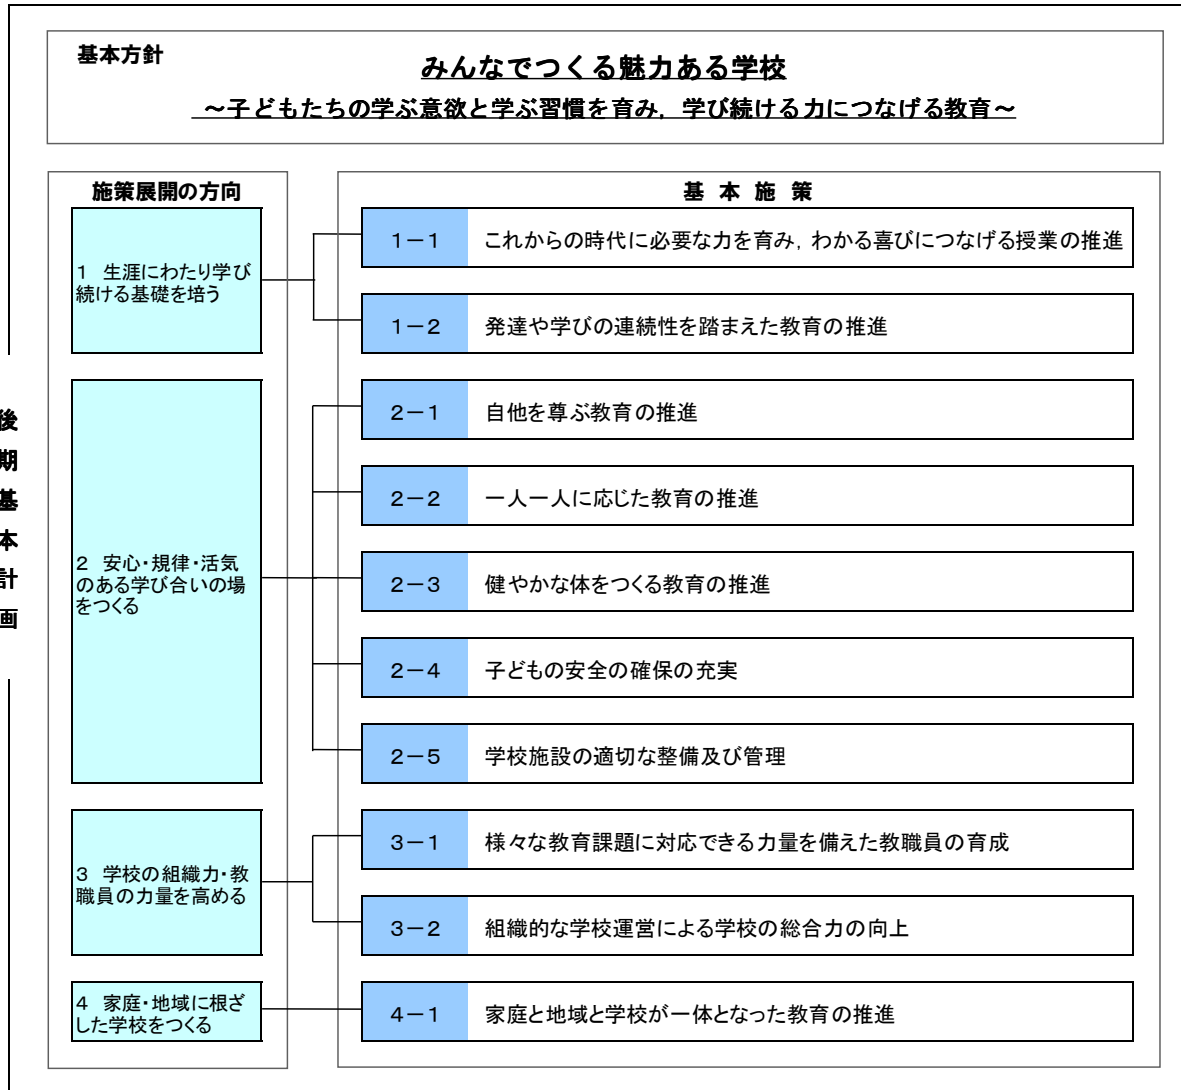 基本方針
みんなでつくる魅力ある学校
～子どもたちの学ぶ意欲と学ぶ習慣を育み，学び続ける力につなげる教育～
後期基本計画
施策展開の方向
基本施策
1　生涯にわたり学び
続ける基礎を培う
1－1　これからの時代に必要な力を育み，わかる喜びにつなげる授業の推進
1－2　発達や学びの連続性を踏まえた教育の推進
2　安心・規律・活気
のある学び合いの場
をつくる
2－1　自他を尊ぶ教育の推進
2－2　一人一人に応じた教育の推進
2－3　健やかな体をつくる教育の推進
2－4　子どもの安全の確保の充実
2－5　学校施設の適切な整備及び管理
3　学校の組織力・教
職員の力量を高める
3－1　様々な教育課題に対応できる力量を備えた教職員の育成
3－2　組織的な学校運営による学校の総合力の向上
4　家庭・地域に根ざ
した学校をつくる
4－1　家庭と地域と学校が一体となった教育の推進